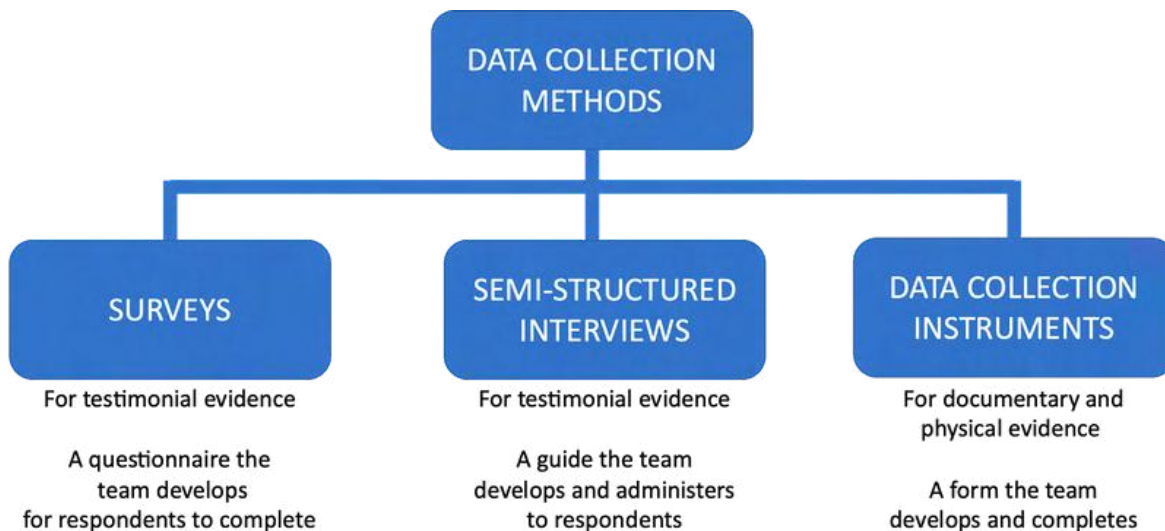 DATA COLLECTION
METHODS
SURVEYS
For testimonial evidence
A questionnaire the
team develops
for respondents to complete
SEMI-STRUCTURED
INTERVIEWS
For testimonial evidence
A guide the team
develops and administers
to respondents
DATA COLLECTION
INSTRUMENTS
For documentary and
physical evidence
A form the team
develops and completes